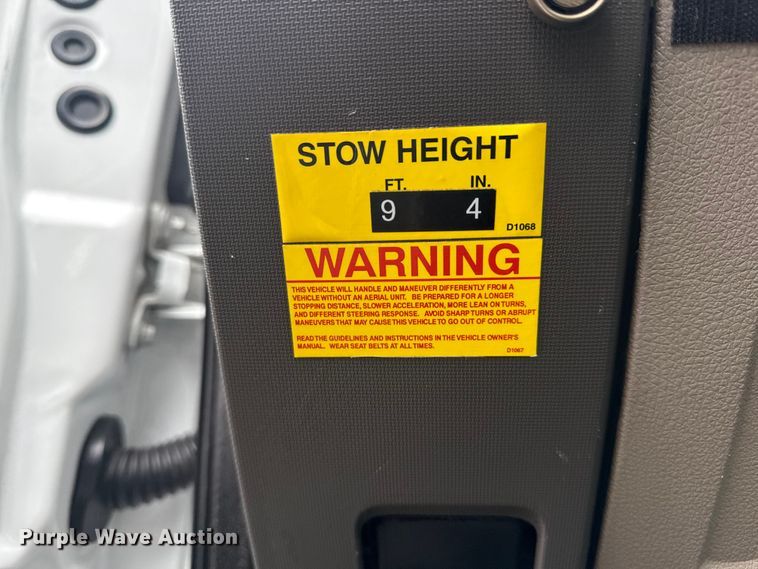 STOW HEIGHT
FT. IN.
9 4
D1068
WARNING
THIS VEHICLE WILL HANDLE AND MANEUVER DIFFERENTLY FROM A
VEHICLE WITHOUT AN AERIAL UNIT. BE PREPARED FOR A LONGER
STOPPING DISTANCE, SLOWER ACCELERATION, MORE LEAN ON TURNS,
AND DIFFERENT STEERING RESPONSE. AVOID SHARP TURNS OR ABRUPT
MANEUVERS THAT MAY CAUSE THIS VEHICLE TO GO OUT OF CONTROL.
READ THE GUIDELINES AND INSTRUCTIONS IN THE VEHICLE OWNER'S
MANUAL. WEAR SEAT BELTS AT ALL TIMES.
D1067
Purple Wave Auction®